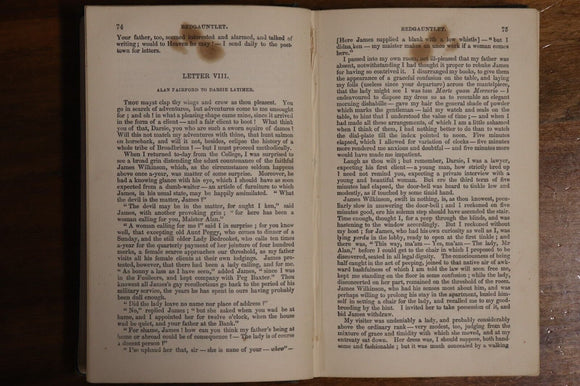 74
REDGAUNTLET.
Your father, too, seemed interested and alarmed, and talked of
writing; would to Heaven he may! — I send daily to the post-
town for letters.
LETTER VIII.
ALAN FAIRFORD TO DARSIE LATIMER.
THOU mayst clap thy wings and crow as thou pleasest. You
go in search of adventures, but adventures come to me unsought
for; and oh! in what a pleasing shape came mine, since it arrived
in the form of a client — and a fair client to boot! What think
you of that, Darsie, you who are such a sworn squire of dames?
Will this not match my adventures with thine, that hunt salmon
on horseback, and will it not, besides, eclipse the history of a
whole tribe of Broadbrims? — but I must proceed methodically.
When I returned to-day from the College, I was surprised to
see a broad grin distending the adust countenance of the faithful
James Wilkinson, which, as the circumstance seldom happens
above once a-year, was matter of some surprise. Moreover, he
had a knowing glance with his eye, which I should have as soon
expected from a dumb-waiter — an article of furniture to which
James, in his usual state, may be happily assimilated. "What
the devil is the matter, James?"
"The devil may be in the matter, for aught I ken," said
James, with another provoking grin; "for here has been a
woman calling for you, Maister Alan."
"A woman calling for me?" said I in surprise; for you know
well, that excepting old Aunt Peggy, who comes to dinner of a
Sunday, and the still older Lady Bedrooket, who calls ten times
a-year for the quarterly payment of her jointure of four hundred
merks, a female scarce approaches our threshold, as my father
visits all his female clients at their own lodgings. James pro-
tested, however, that there had been a lady calling, and for me.
"As bonny a lass as I have seen," added James, "since I was
in the Fusileers, and kept company with Peg Baxter." Thou
knowest all James's gay recollections go back to the period of his
military service, the years he has spent in ours having probably
been dull enough.
"Did the lady leave no name nor place of address?"
"No," replied James; "but she asked when you wad be at
hame, and I appointed her for twelve o'clock, when the house
wad be quiet, and your father at the Bank."
"For shame, James! how can you think my father's being at
home or abroad could be of consequence! — The lady is of course
a decent person?"
"I'se uphaud her that, sir — she is nane of your — whew —
REDGAUNTLET.
75
[Here James supplied a blank with a low whistle] — "but I
didna ken — my maister makes an unco wark if a woman comes
here."
I passed into my own room, not ill-pleased that my father was
absent, notwithstanding I had thought it proper to rebuke James
for having so contrived it. I disarranged my books, to give them
the appearance of a graceful confusion on the table, and laying
my foils (useless since your departure) across the mantelpiece,
that the lady might see I was tam Marte quam Mercurio — I
endeavoured to dispose my dress so as to resemble an elegant
morning dishabille — gave my hair the general shade of powder
which marks the gentleman — laid my watch and seals on the
table, to hint that I understood the value of time; — and when I
had made all these arrangements, of which I am a little ashamed
when I think of them, I had nothing better to do than to watch
the dial-plate till the index pointed to noon. Five minutes
elapsed, which I allowed for variation of clocks — five minutes
more rendered me anxious and doubtful — and five minutes more
would have made me impatient.
Laugh as thou wilt; but remember, Darsie, I was a lawyer,
expecting his first client — a young man, how strictly bred up
I need not remind you, expecting a private interview with a
young and beautiful woman. But ere the third term of five
minutes had elapsed, the door-bell was heard to tinkle low and
modestly, as if touched by some timid hand.
James Wilkinson, swift in nothing, is, as thou knowest, pecu-
liarly slow in answering the door-bell; and I reckoned on five
minutes good, ere his solemn step should have ascended the stair.
Time enough, thought I, for a peep through the blinds, and was
hastening to the window accordingly. But I reckoned without
my host; for James, who had his own curiosity as well as I, was
lying perdu in the lobby, ready to open at the first tinkle; and
there was, "This way, ma'am — Yes, ma'am — The lady, Mr
Alan," before I could get to the chair in which I proposed to be
discovered, seated in all legal dignity. The consciousness of being
half caught in the act of peeping, joined to that native air of awk-
ward bashfulness of which I am told the law will soon free me,
kept me standing on the floor in some confusion; while the lady,
disconcerted on her part, remained on the threshold of the room.
James Wilkinson, who had his senses most about him, and was
perhaps willing to prolong his stay in the apartment, busied him-
self in setting a chair for the lady, and recalled me to my good-
breeding by the hint. I invited her to take possession of it, and
bid James withdraw.
My visitor was undeniably a lady, and probably considerably
above the ordinary rank — very modest, too, judging from the
mixture of grace and timidity with which she moved, and at my
entreaty sat down. Her dress was, I should suppose, both hand-
some and fashionable; but it was much concealed by a walking